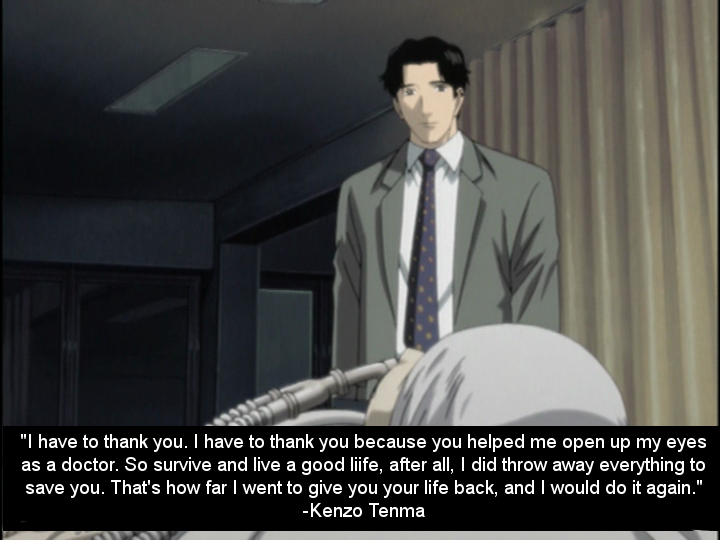 "I have to thank you. I have to thank you because you helped me open up my eyes
as a doctor. So survive and live a good liife, after all, I did throw away everything to
save you. That's how far I went to give you your life back, and I would do it again."
-Kenzo Tenma